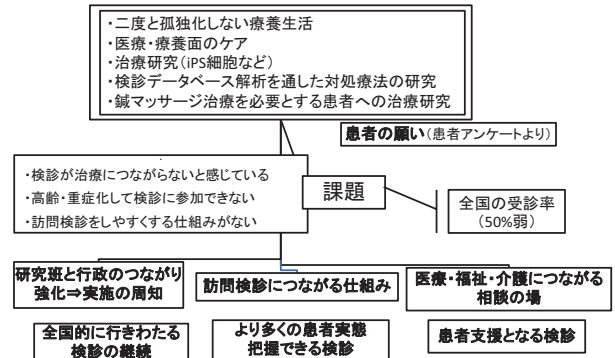 ・二度と孤独化しない療養生活
・医療・療養面のケア
・治療研究（iPS細胞など）
・検診データベース解析を通した対処療法の研究
・鍼マッサージ治療を必要とする患者への治療研究
患者の願い（患者アンケートより）
・検診が治療につながらないと感じている
・高齢・重症化して検診に参加できない
・訪問検診をしやすくする仕組みがない
課題
全国の受診率
（50%弱）
研究班と行政のつながり
強化⇒実施の周知
訪問検診につながる仕組み
医療・福祉・介護につながる
相談の場
全国的に行きわたる
検診の継続
より多くの患者実態
把握できる検診
患者支援となる検診